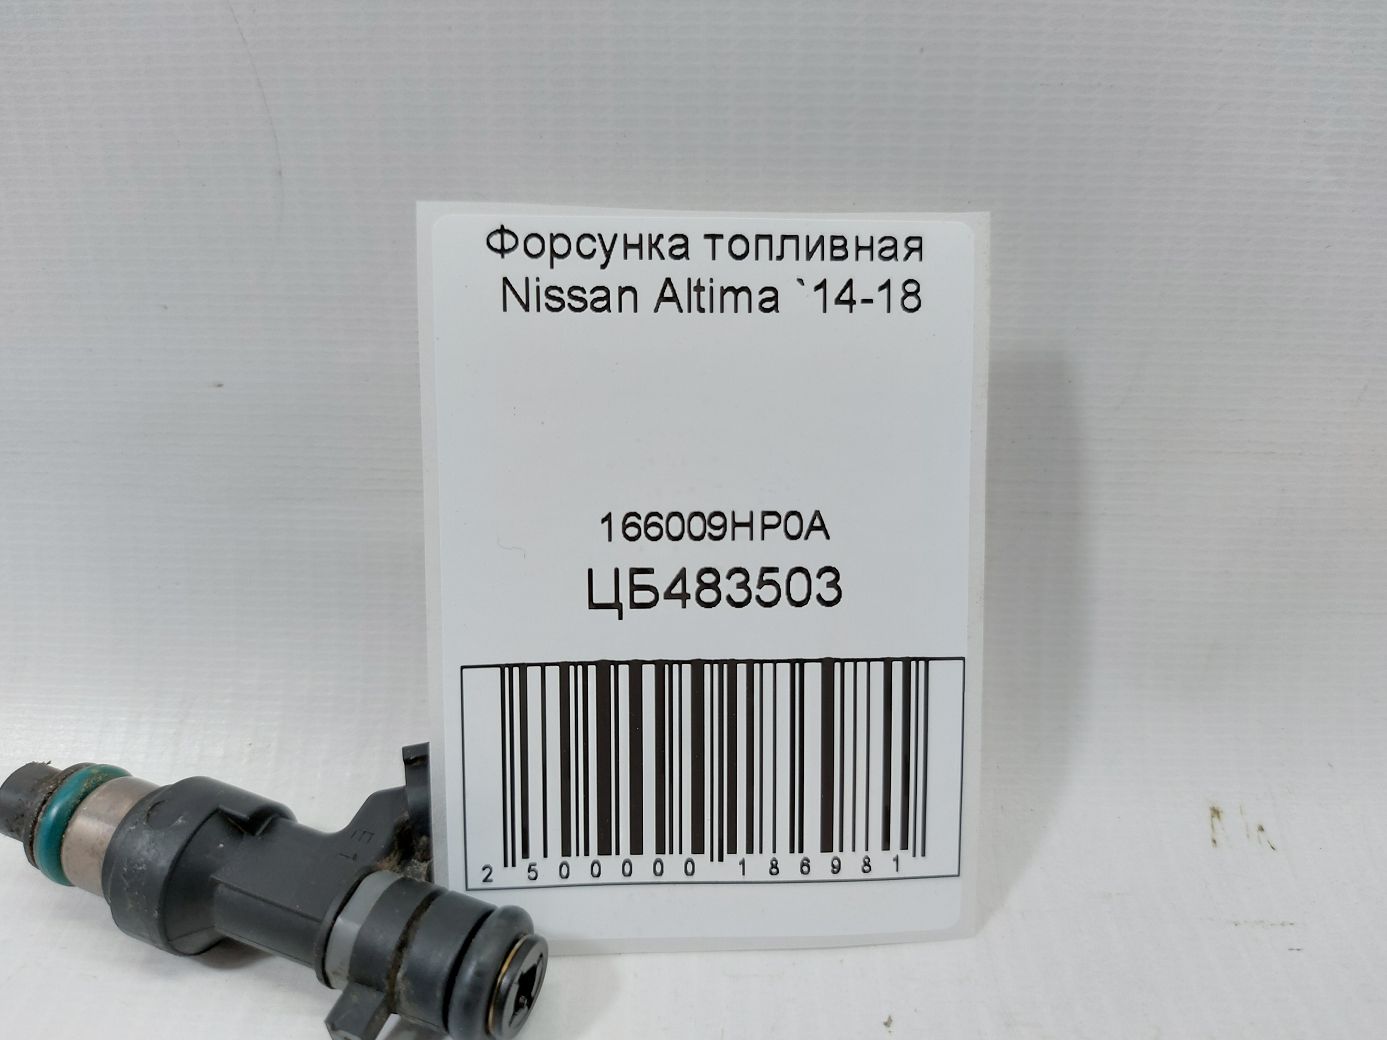 Форсунка топливная
Nissan Altima `14-18
166009HP0A
ЦБ483503
2 500000 186981